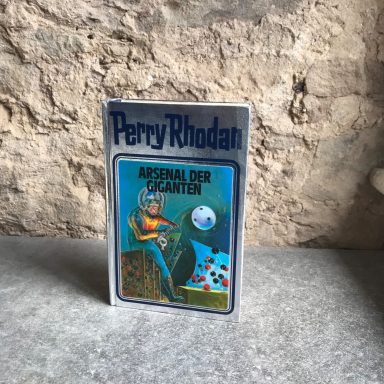 Perry Rhodan
ARSENAL DER
GIGANTEN